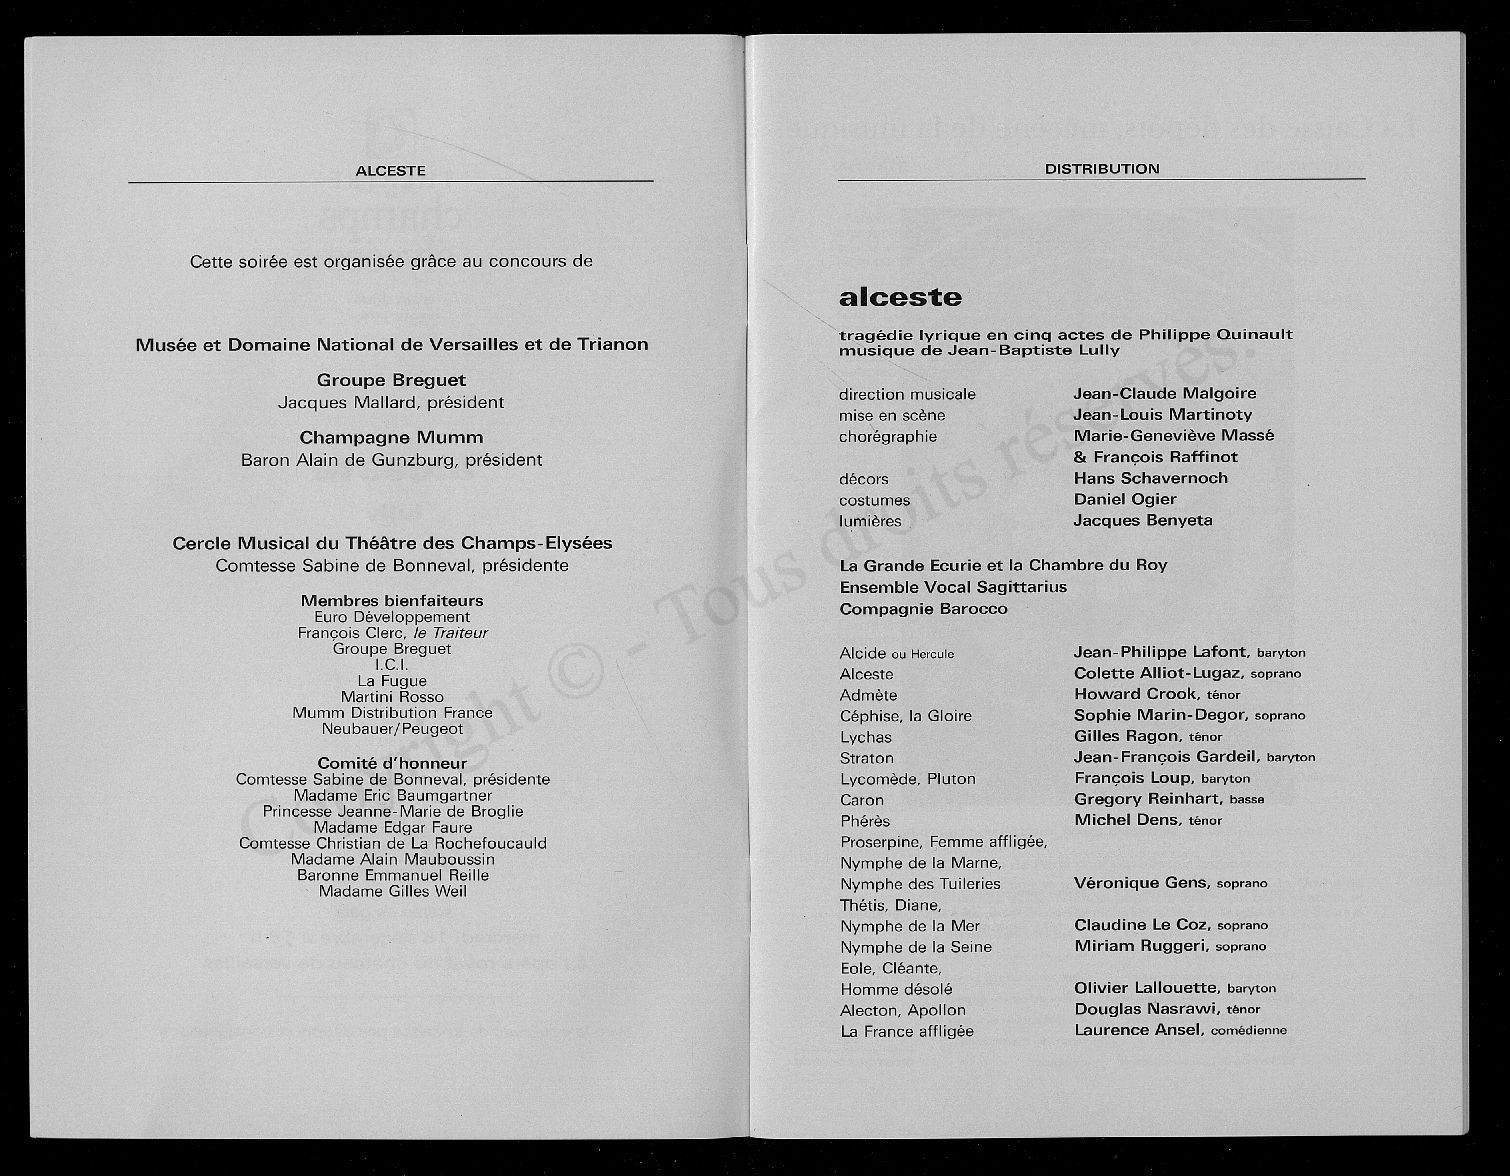 ALCESTE
Cette soirée est organisée grâce au concours de
Musée et Domaine National de Versailles et de Trianon
Groupe Breguet
Jacques Mallard, président
Champagne Mumm
Baron Alain de Gunzburg, président
Cercle Musical du Théâtre des Champs-Elysées
Comtesse Sabine de Bonneval, présidente
Membres bienfaiteurs
Euro Développement
François Clerc, le Traiteur
Groupe Breguet
I.C.I.
La Fugue
Martini Rosso
Mumm Distribution France
Neubauer/Peugeot
Comité d'honneur
Comtesse Sabine de Bonneval, présidente
Madame Eric Baumgartner
Princesse Jeanne-Marie de Broglie
Madame Edgar Faure
Comtesse Christian de La Rochefoucauld
Madame Alain Mauboussin
Baronne Emmanuel Reille
Madame Gilles Weil
DISTRIBUTION
alceste
tragédie lyrique en cinq actes de Philippe Quinault
musique de Jean-Baptiste Lully
direction musicale Jean-Claude Malgoire
mise en scène Jean-Louis Martinoty
chorégraphie Marie-Geneviève Massé
& François Raffinot
décors Hans Schavernoch
costumes Daniel Ogier
lumières Jacques Benyeta
La Grande Ecurie et la Chambre du Roy
Ensemble Vocal Sagittarius
Compagnie Barocco
Alcide ou Hercule Jean-Philippe Lafont, baryton
Alceste Colette Alliot-Lugaz, soprano
Admète Howard Crook, ténor
Céphise, la Gloire Sophie Marin-Degor, soprano
Lychas Gilles Ragon, ténor
Straton Jean-François Gardeil, baryton
Lycomède, Pluton François Loup, baryton
Caron Gregory Reinhart, basse
Phérès Michel Dens, ténor
Proserpine, Femme affligée,
Nymphe de la Marne,
Nymphe des Tuileries Véronique Gens, soprano
Thétis, Diane,
Nymphe de la Mer Claudine Le Coz, soprano
Nymphe de la Seine Miriam Ruggeri, soprano
Eole, Cléante,
Homme désolé Olivier Lallouette, baryton
Alecton, Apollon Douglas Nasrawi, ténor
La France affligée Laurence Ansel, comédienne
Copyright © - Tous droits réservés.